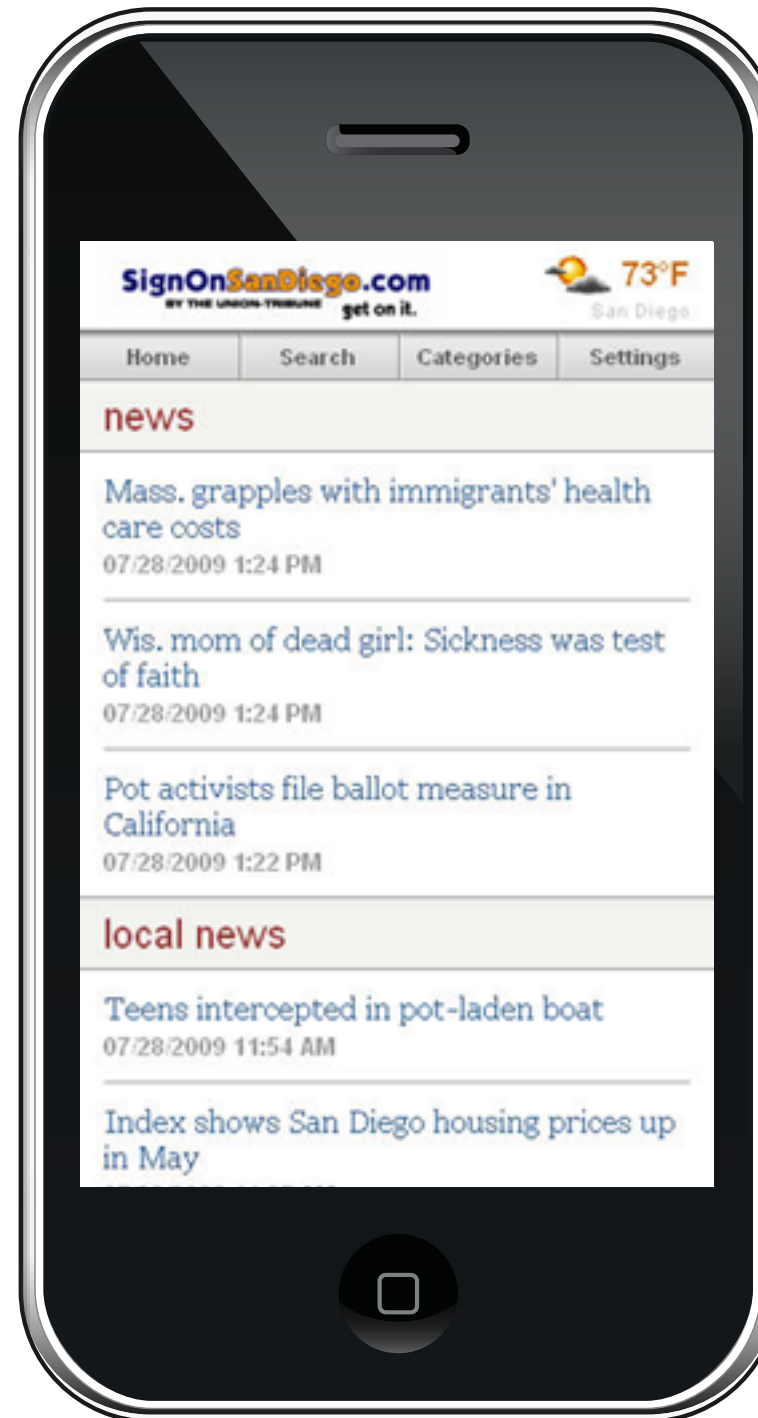 SignOnSanDiego.com
BY THE UNION-TRIBUNE get on it.
73°F
San Diego
Home Search Categories Settings
news
Mass. grapples with immigrants' health
care costs
07/28/2009 1:24 PM
Wis. mom of dead girl: Sickness was test
of faith
07/28/2009 1:24 PM
Pot activists file ballot measure in
California
07/28/2009 1:22 PM
local news
Teens intercepted in pot-laden boat
07/28/2009 11:54 AM
Index shows San Diego housing prices up
in May